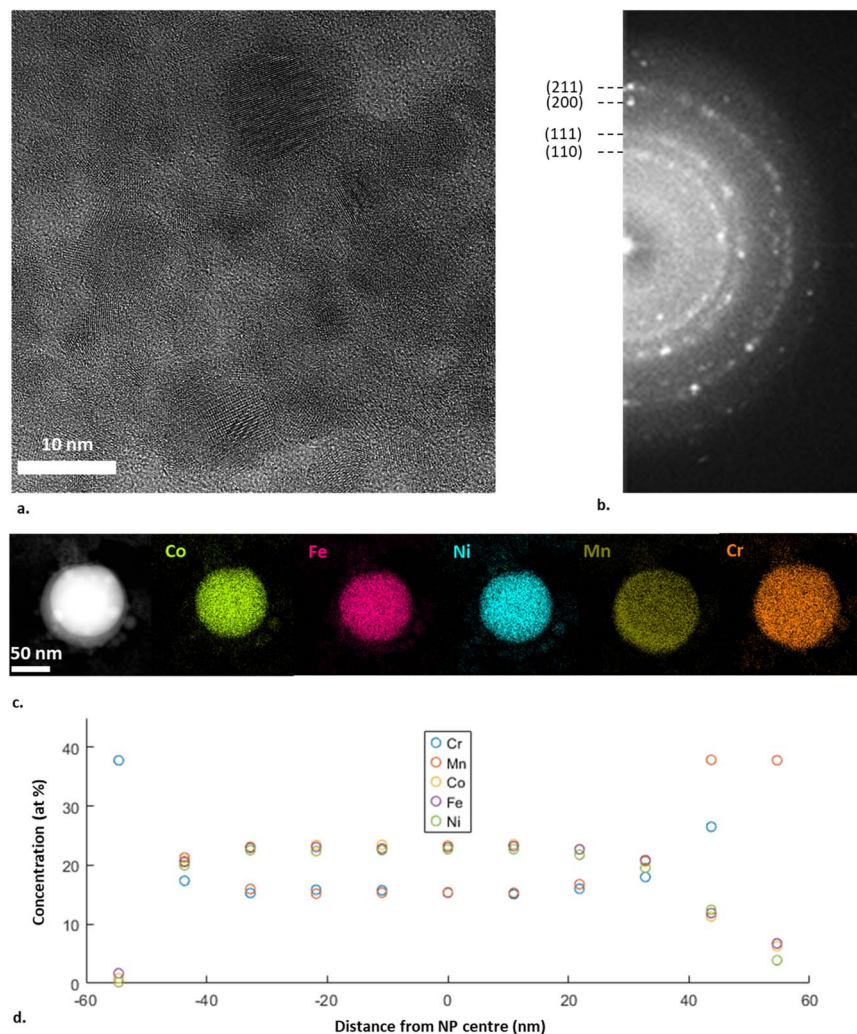 (211)
(200)
(111)
(110)
10 nm
a.
b.
Co
Fe
Ni
Mn
Cr
50 nm
c.
40
30
20
10
0
Concentration (at %)
Cr
Mn
Co
Fe
Ni
-60
-40
-20
0
20
40
60
Distance from NP centre (nm)
d.